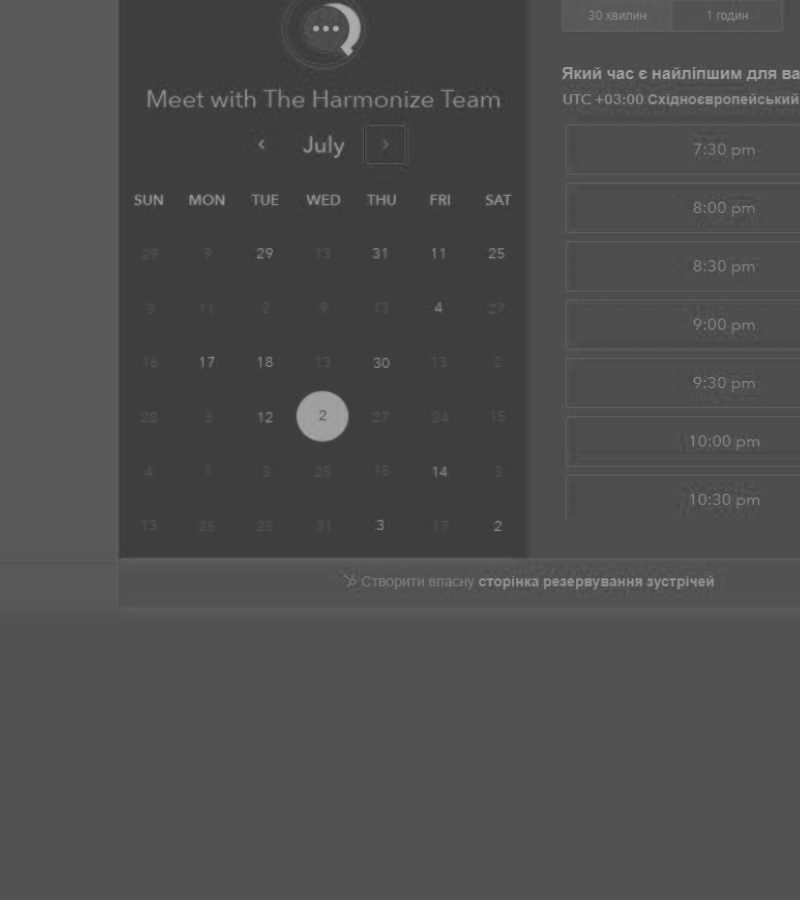 Meet with The Harmonize Team
July
SUN MON TUE WED THU FRI SAT
29 9 29 13 31 11 25
3 11 2 9 13 4 27
16 17 18 13 30 13 2
28 3 12 2 27 24 15
4 1 3 25 15 14 3
13 25 25 31 3 17 2
30 хвилин 1 годин
Який час є найліпшим для ва
UTC +03:00 Східноєвропейський
7:30 pm
8:00 pm
8:30 pm
9:00 pm
9:30 pm
10:00 pm
10:30 pm
Створити власну сторінка резервування зустрічей